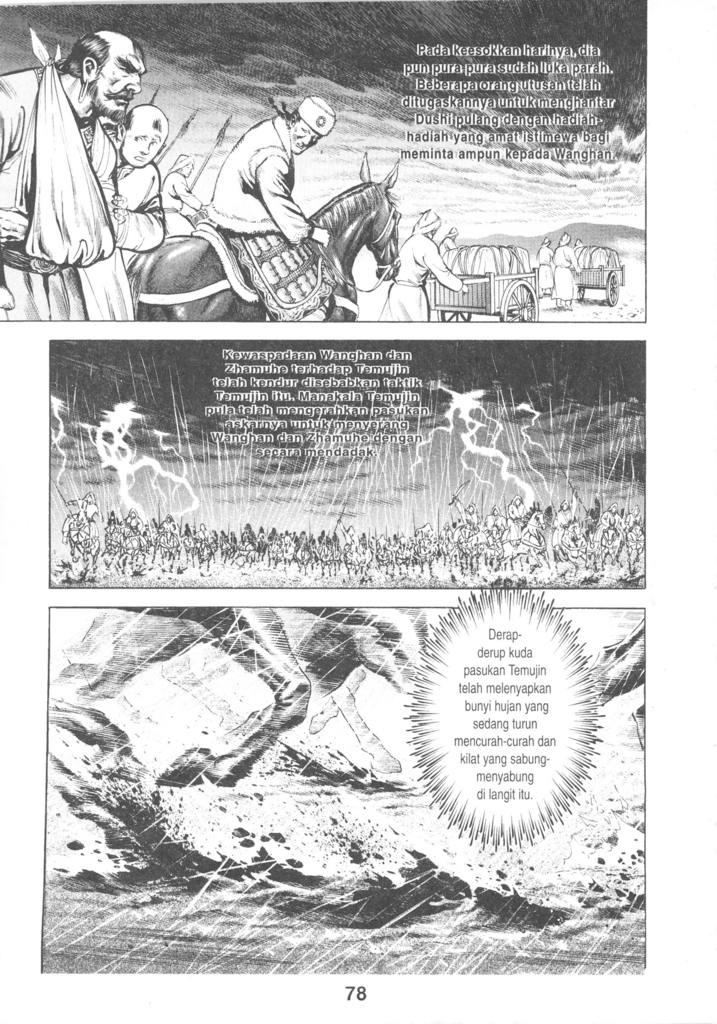 Pada keesokkan harinya, dia
pun pura-pura sudah luka parah.
Beberapa orang utusan telah
ditugaskannya untuk menghantar
Dushi pulang dengan hadiah-
hadiah yang amat istimewa bagi
meminta ampun kepada Wanghan.
Kewaspadaan Wanghan dan
Zhamuhe terhadap Temujin
telah kendur disebabkan taktik
Temujin itu. Manakala Temujin
pula telah mengerahkan pasukan
askarnya untuk menyerang
Wanghan dan Zhamuhe dengan
secara mendadak.
Derap-
derup kuda
pasukan Temujin
telah melenyapkan
bunyi hujan yang
sedang turun
mencurah-curah dan
kilat yang sabung-
menyabung
di langit itu.
78